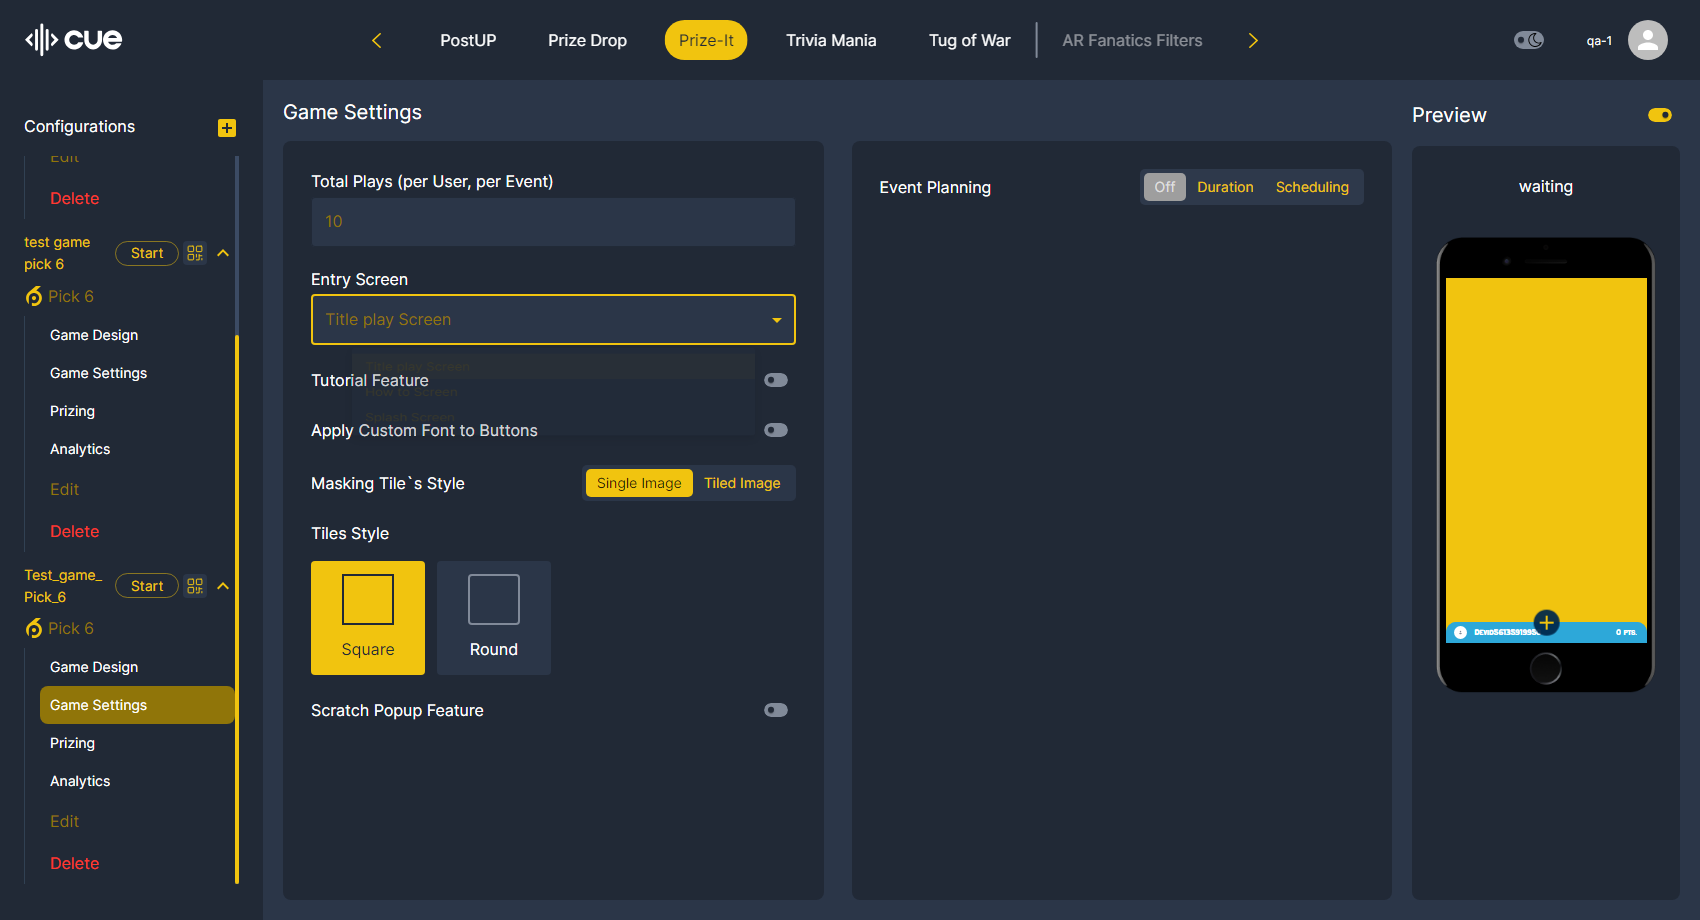 cue
PostUP
Prize Drop
Prize-It
Trivia Mania
Tug of War
AR Fanatics Filters
qa-1
Configurations
Edit
Delete
test game
pick 6
Start
Pick 6
Game Design
Game Settings
Prizing
Analytics
Edit
Delete
Test_game_
Pick_6
Start
Pick 6
Game Design
Game Settings
Prizing
Analytics
Edit
Delete
Game Settings
Total Plays (per User, per Event)
10
Entry Screen
Title play Screen
Title play Screen
Tutorial Feature
How to Screen
Splash Screen
Apply Custom Font to Buttons
Masking Tile`s Style
Single Image
Tiled Image
Tiles Style
Square
Round
Scratch Popup Feature
Event Planning
Off
Duration
Scheduling
Preview
waiting
0 PTS.